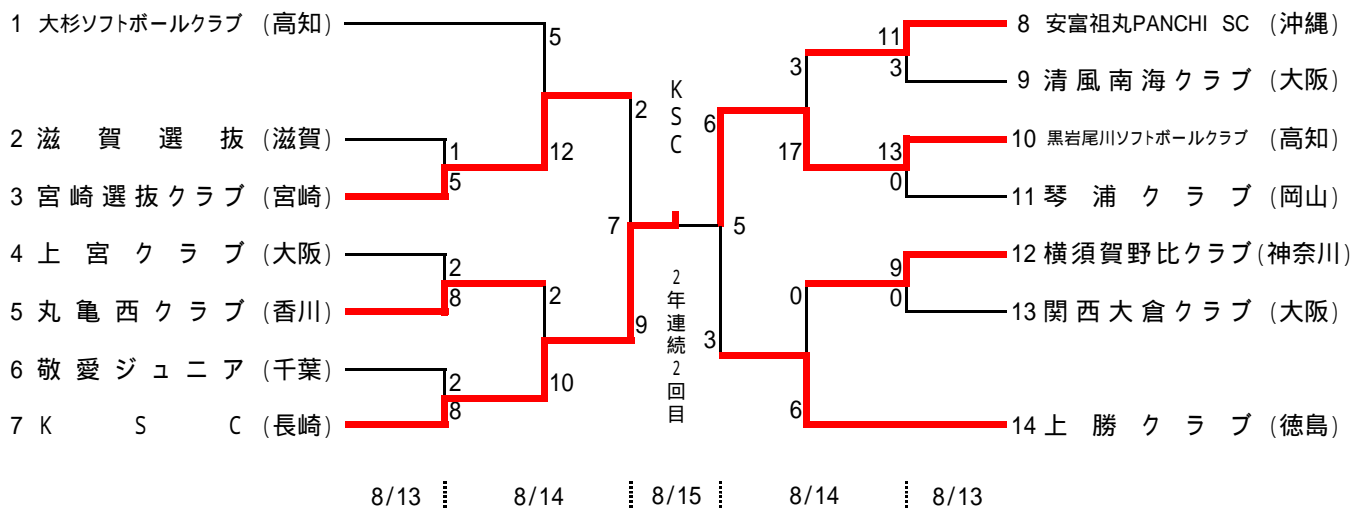 1 大杉ソフトボールクラブ (高知)
5
2 滋賀選抜 (滋賀)
1
12
3 宮崎選抜クラブ (宮崎)
5
2
4 上宮クラブ (大阪)
2
5 丸亀西クラブ (香川)
8
2
6 敬愛ジュニア (千葉)
2
10
7 KSC (長崎)
8
9
7
KSC
2年連続2回目
5
11
8 安富祖丸PANCHI SC (沖縄)
3
3
9 清風南海クラブ (大阪)
6
17
13
10 黒岩尾川ソフトボールクラブ (高知)
0
11 琴浦クラブ (岡山)
9
12 横須賀野比クラブ (神奈川)
0
0
13 関西大倉クラブ (大阪)
3
6
14 上勝クラブ (徳島)
8/13 8/14 8/15 8/14 8/13